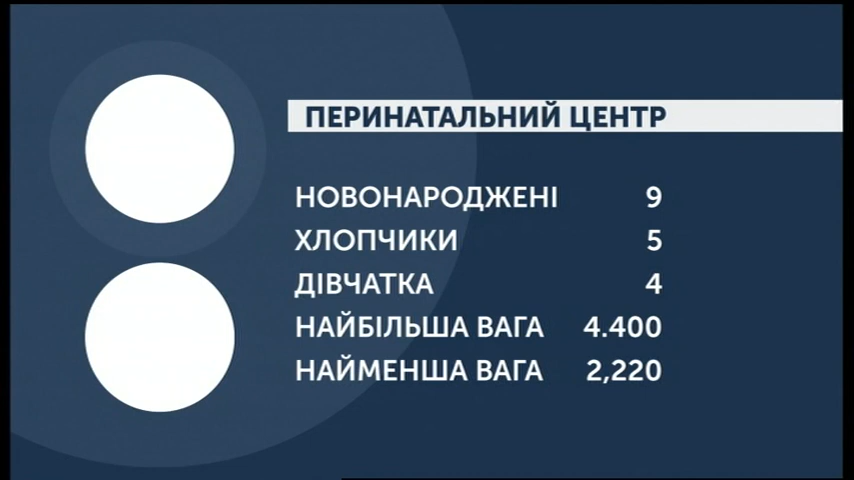 ПЕРИНАТАЛЬНИЙ ЦЕНТР
НОВОНАРОДЖЕНІ 9
ХЛОПЧИКИ 5
ДІВЧАТКА 4
НАЙБІЛЬША ВАГА 4.400
НАЙМЕНША ВАГА 2,220